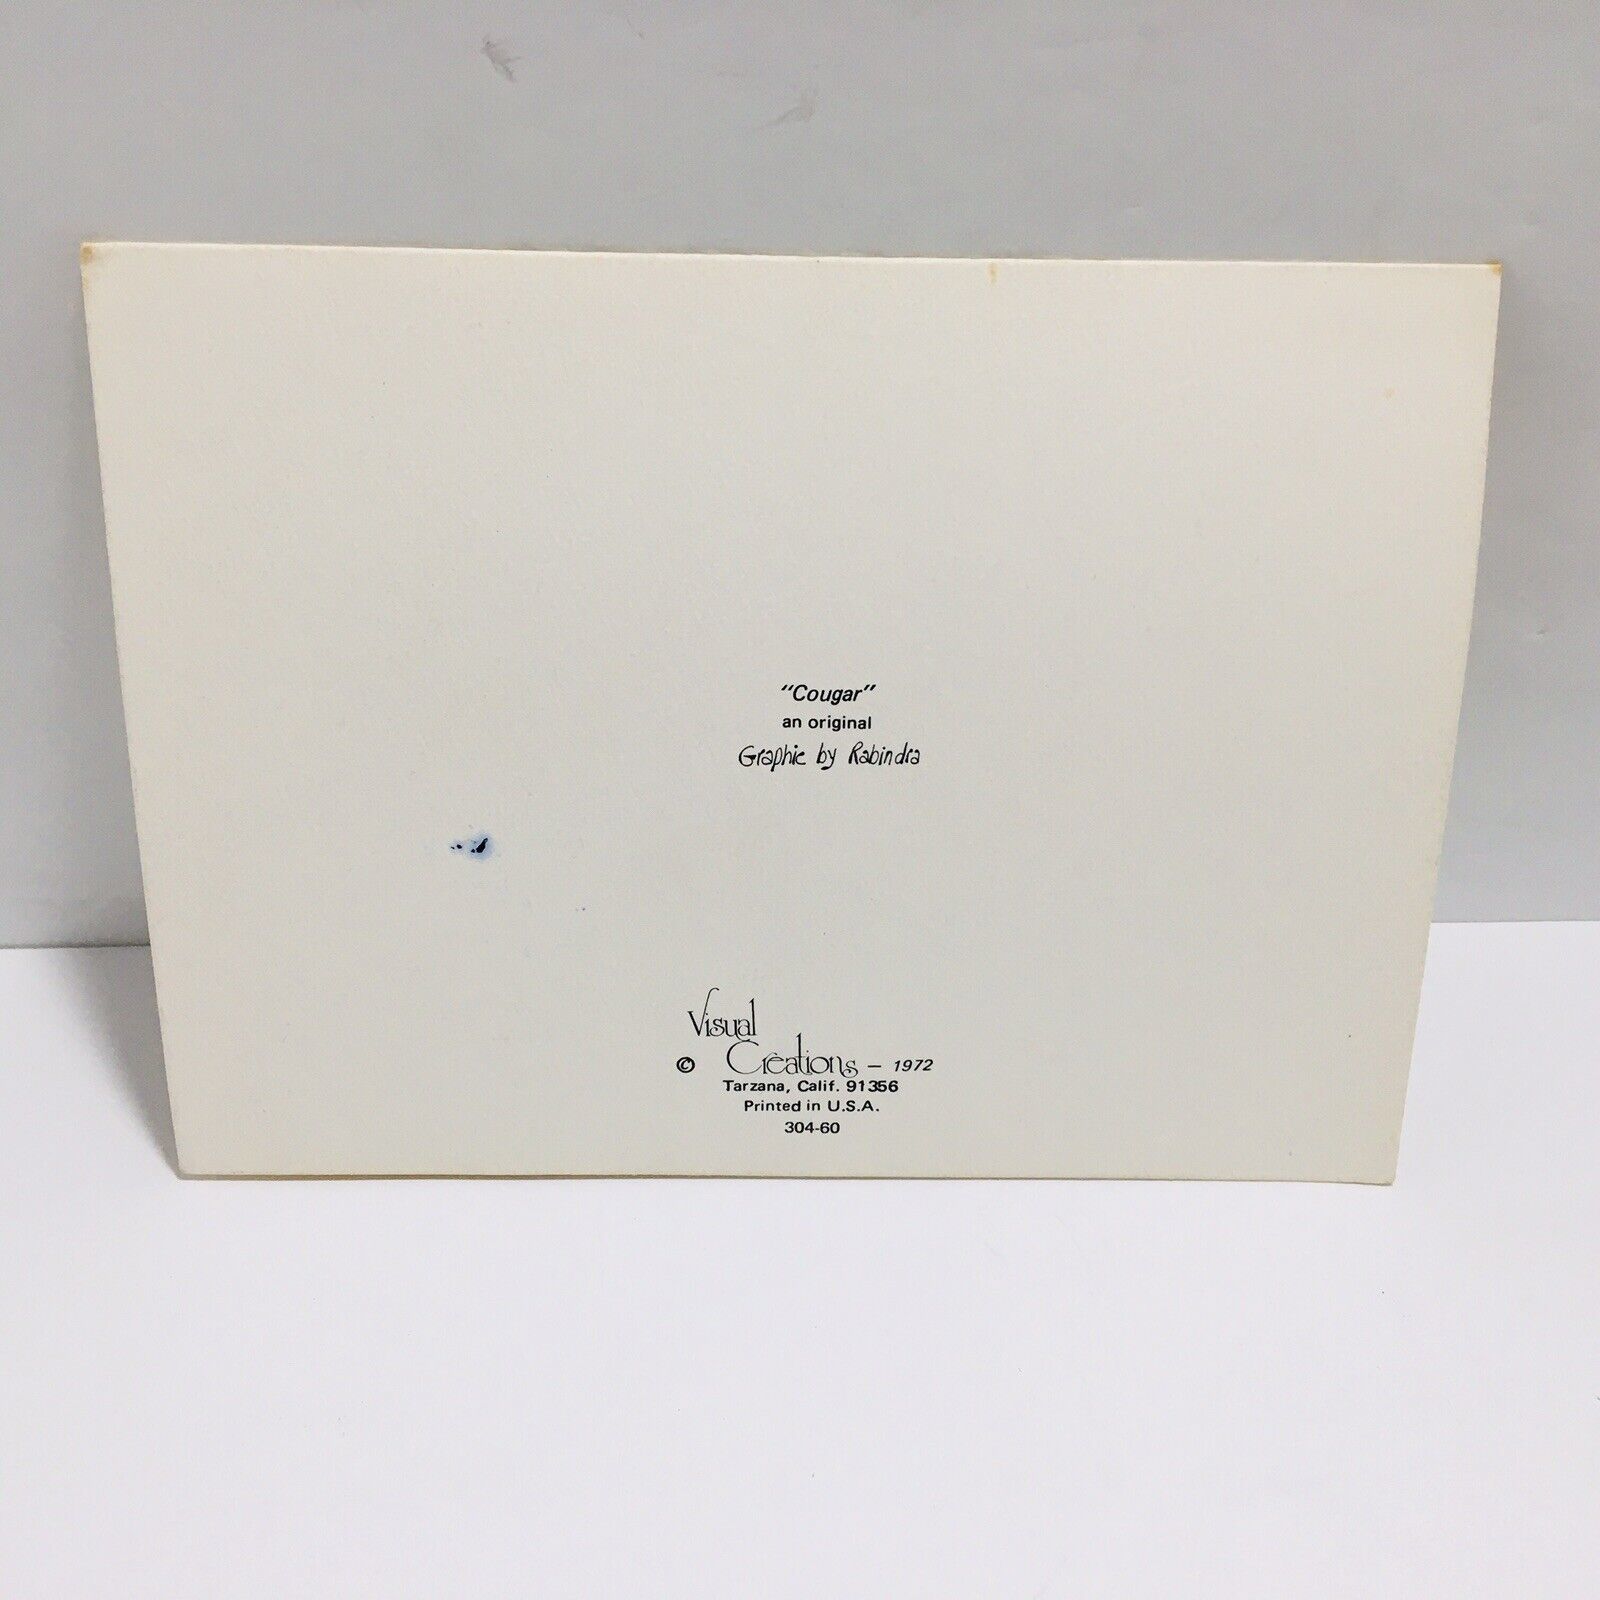 "Cougar"
an original
Graphic by Rabindra
Visual
© Creations — 1972
Tarzana, Calif. 91356
Printed in U.S.A.
304-60